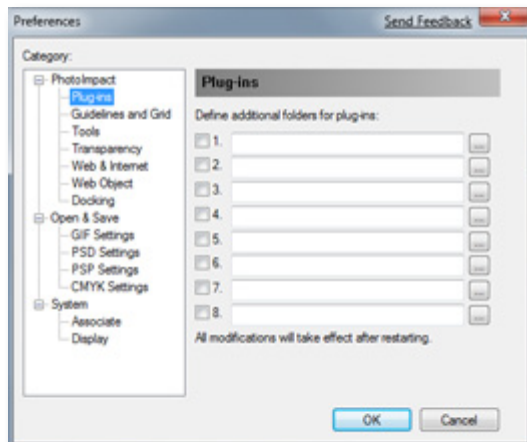 Preferences
Send Feedback
Category:
PhotoImpact
Plug-ins
Guidelines and Grid
Tools
Transparency
Web & Internet
Web Object
Docking
Open & Save
GIF Settings
PSD Settings
PSP Settings
CMYK Settings
System
Associate
Display
Plug-ins
Define additional folders for plug-ins:
1. ...
2. ...
3. ...
4. ...
5. ...
6. ...
7. ...
8. ...
All modifications will take effect after restarting.
OK Cancel